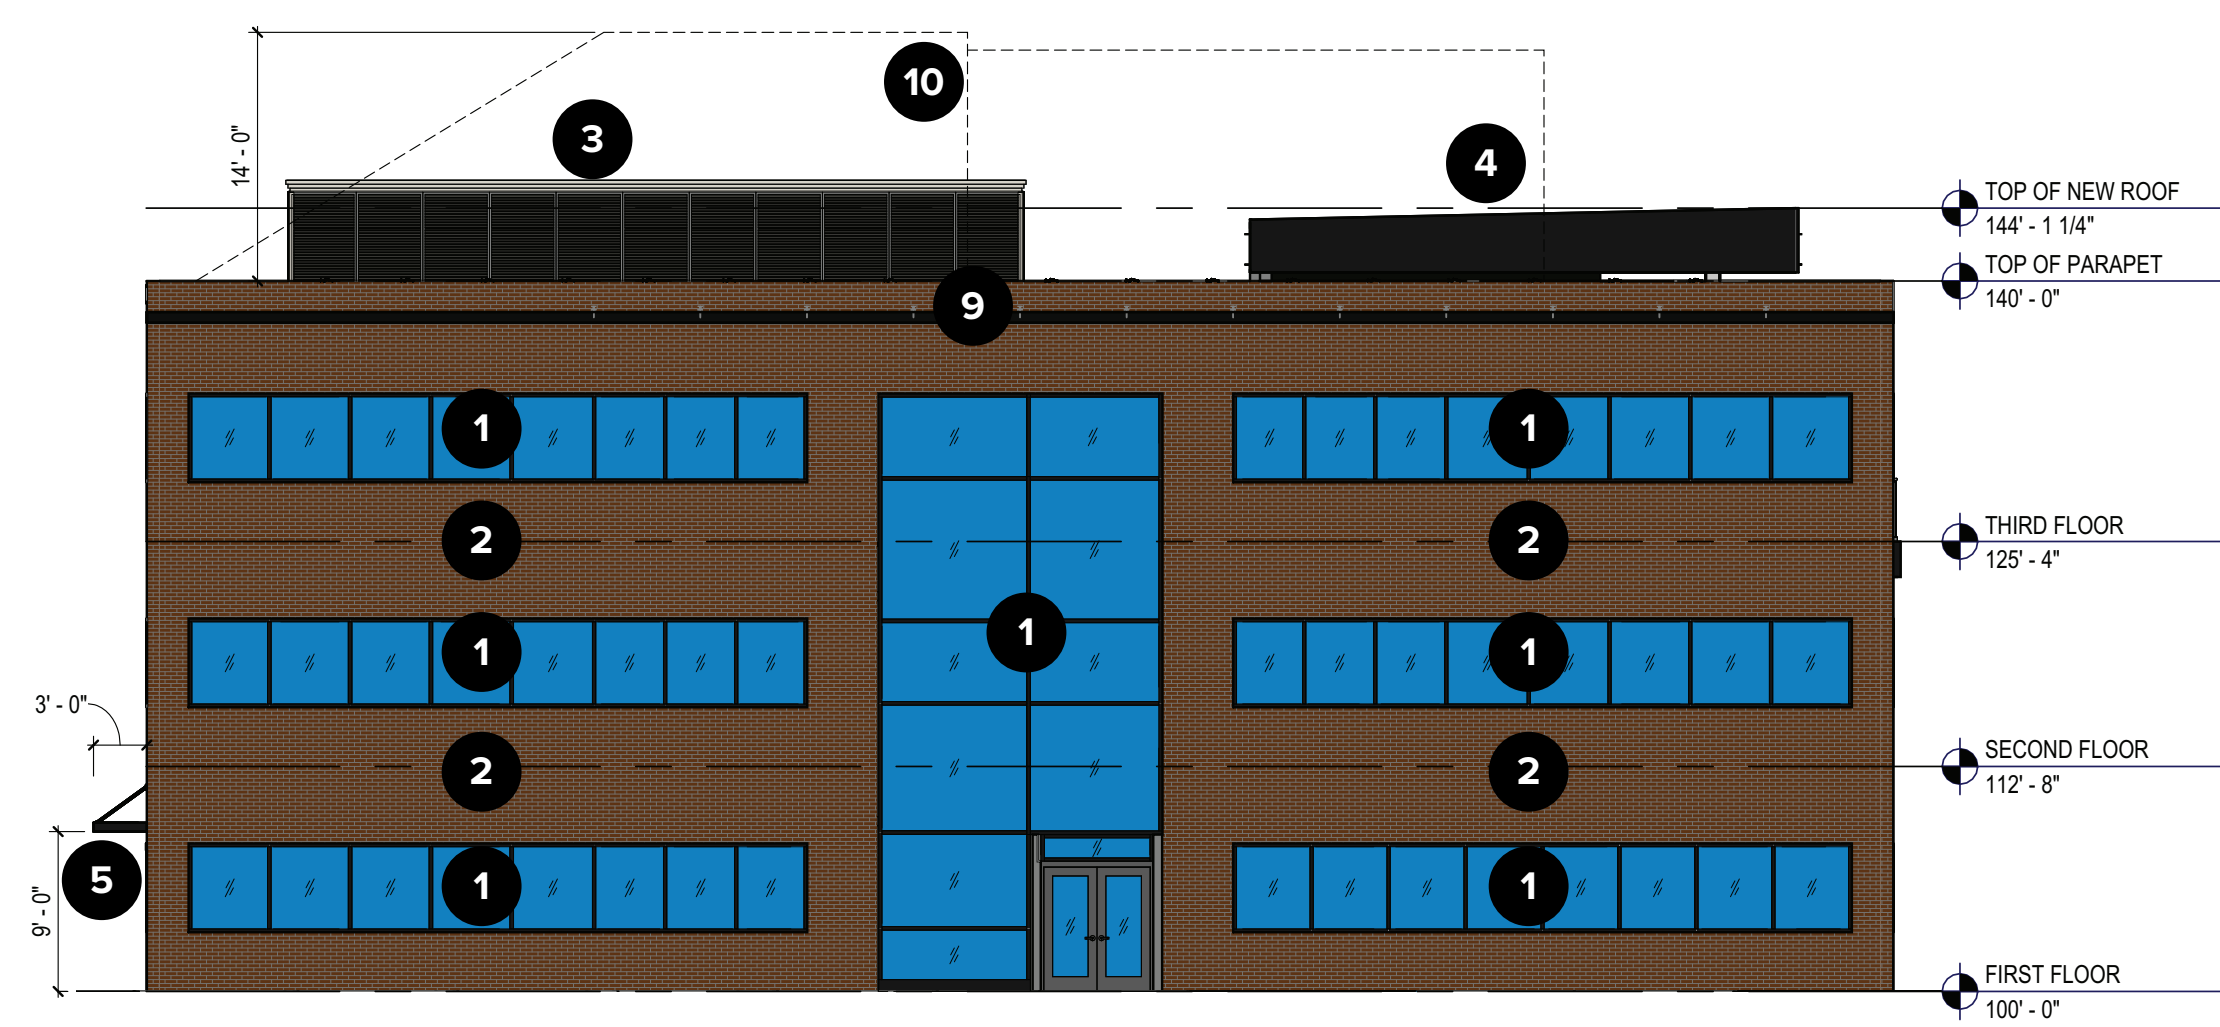 14' - 0"
10
3
4
TOP OF NEW ROOF
144' - 1 1/4"
TOP OF PARAPET
140' - 0"
9
1
1
2
2
THIRD FLOOR
125' - 4"
1
1
1
3' - 0"
2
2
SECOND FLOOR
112' - 8"
5
9' - 0"
1
1
FIRST FLOOR
100' - 0"